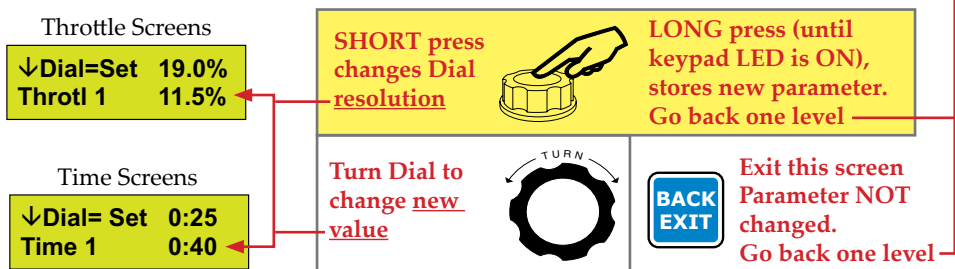 Throttle Screens
↓Dial=Set 19.0%
Throtl 1 11.5%
SHORT press
changes Dial
resolution
LONG press (until
keypad LED is ON),
stores new parameter.
Go back one level
Time Screens
↓Dial= Set 0:25
Time 1 0:40
Turn Dial to
change new
value
TURN
BACK
EXIT
Exit this screen
Parameter NOT
changed.
Go back one level